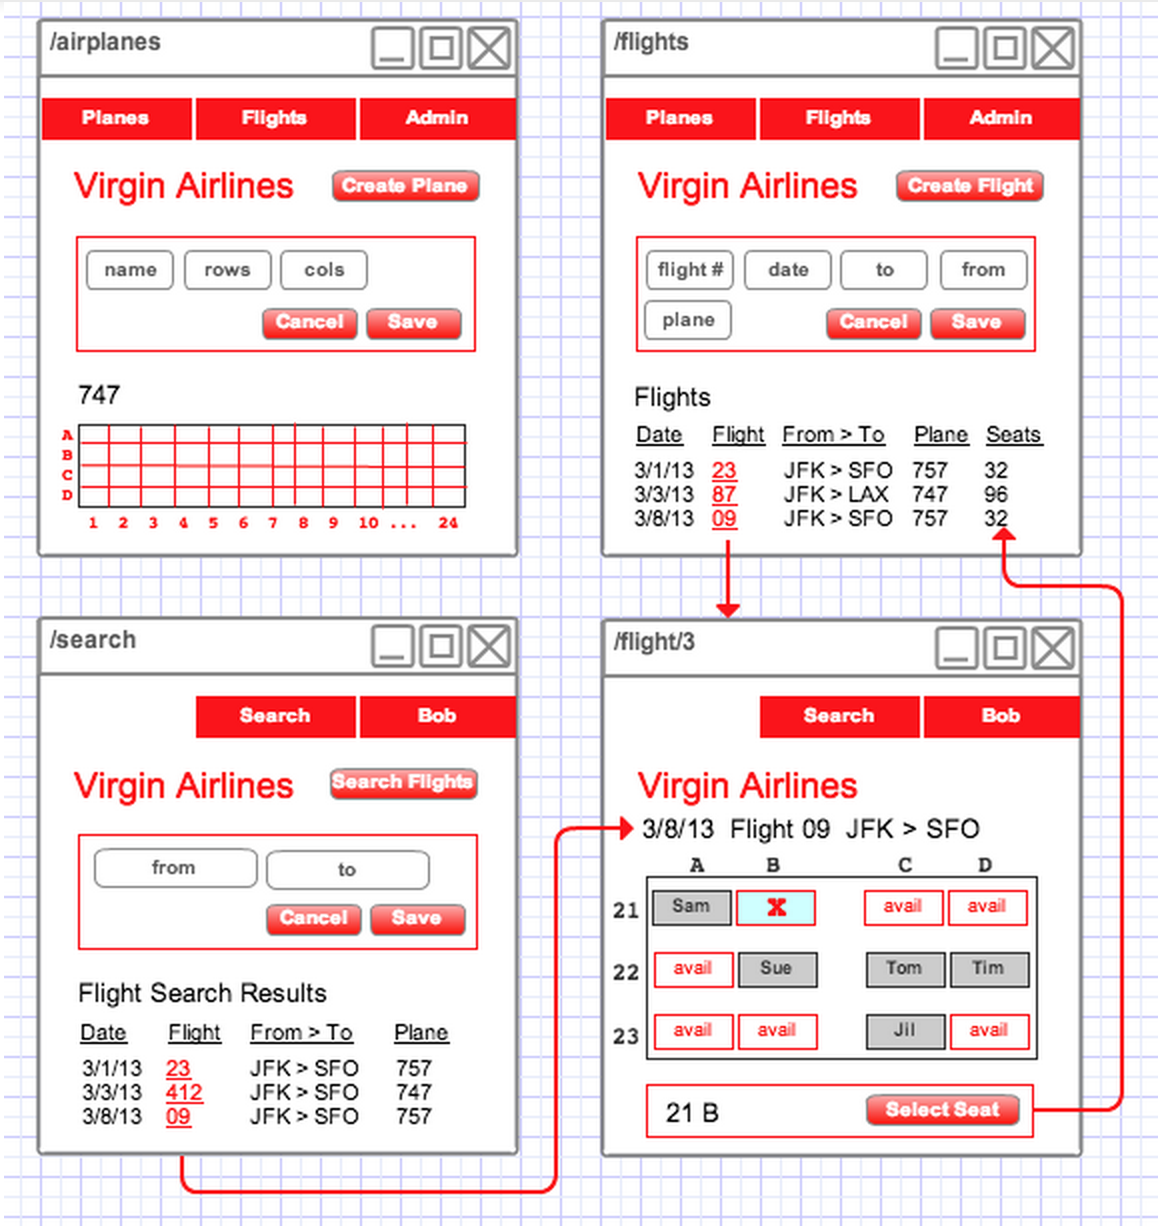 /airplanes
Planes Flights Admin
Virgin Airlines Create Plane
name rows cols
Cancel Save
747
A
B
C
D
1 2 3 4 5 6 7 8 9 10 ... 24
/flights
Planes Flights Admin
Virgin Airlines Create Flight
flight # date to from
plane Cancel Save
Flights
Date Flight From > To Plane Seats
3/1/13 23 JFK > SFO 757 32
3/3/13 87 JFK > LAX 747 96
3/8/13 09 JFK > SFO 757 32
/search
Search Bob
Virgin Airlines Search Flights
from to
Cancel Save
Flight Search Results
Date Flight From > To Plane
3/1/13 23 JFK > SFO 757
3/3/13 412 JFK > SFO 747
3/8/13 09 JFK > SFO 757
/flight/3
Search Bob
Virgin Airlines
3/8/13 Flight 09 JFK > SFO
A B C D
21 Sam X avail avail
22 avail Sue Tom Tim
23 avail avail Jil avail
21 B Select Seat